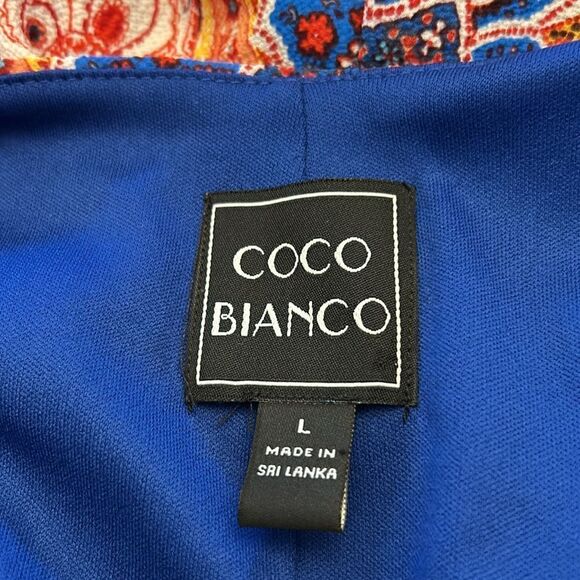 COCO
BIANCO
L
MADE IN
SRI LANKA